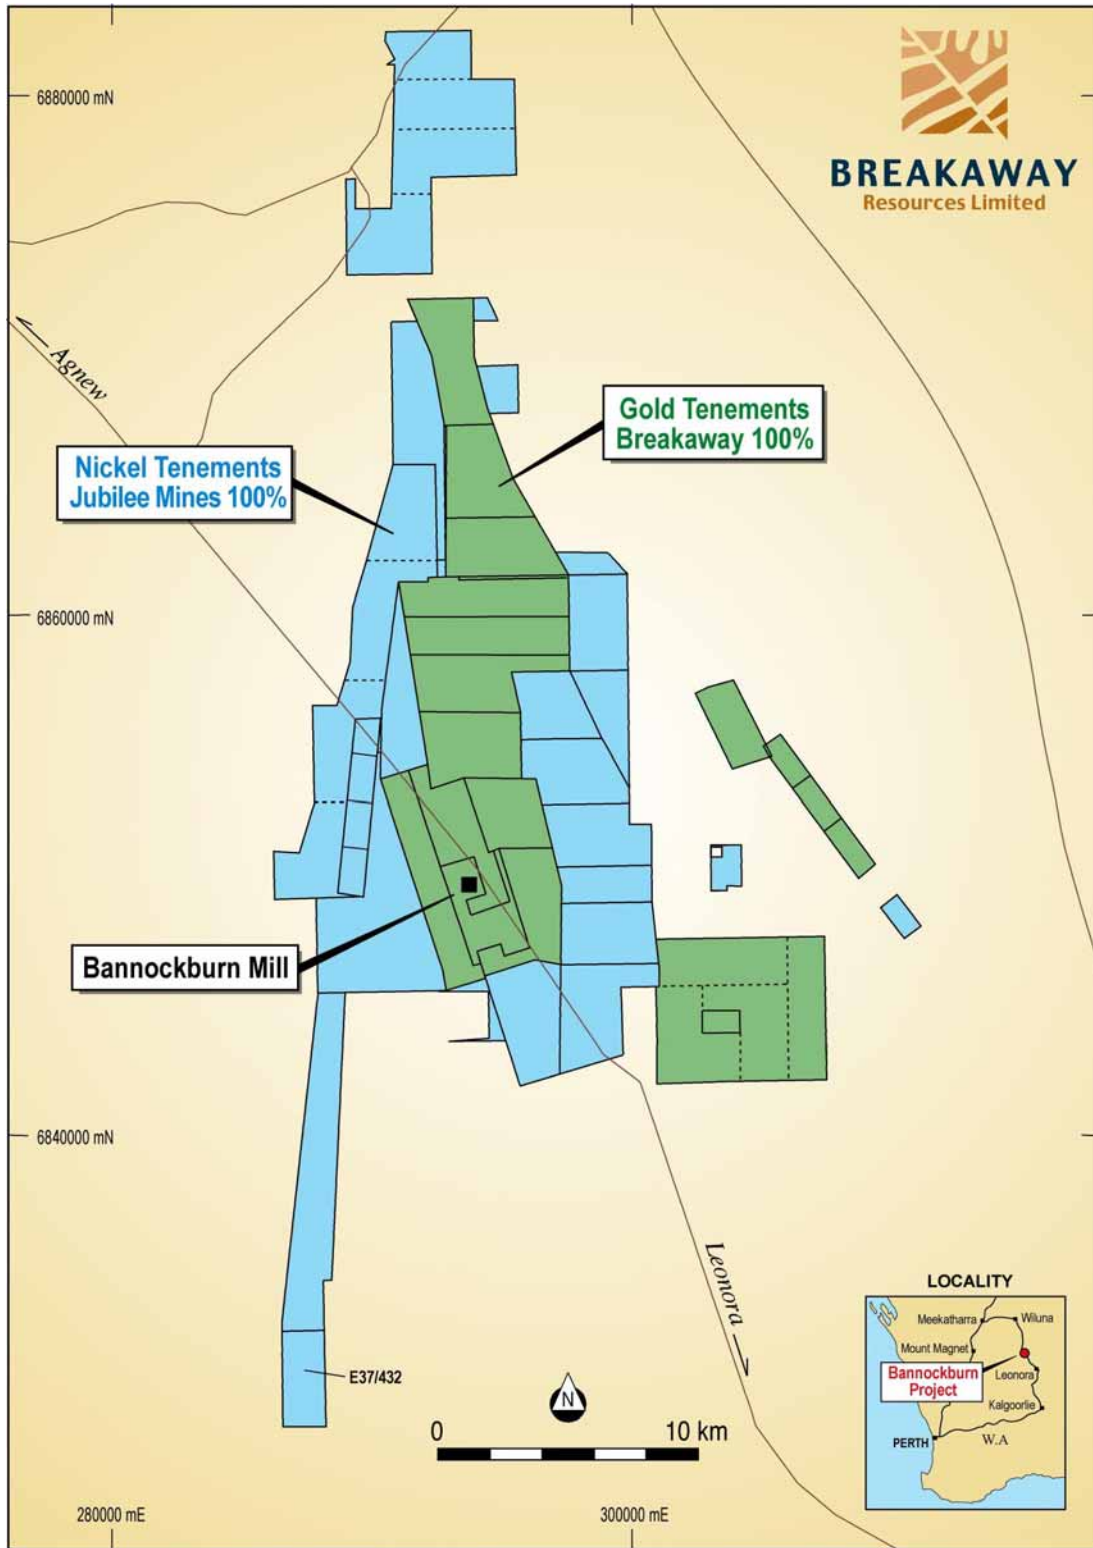 6880000 mN
BREAKAWAY
Resources Limited
Agnew
Gold Tenements
Breakaway 100%
Nickel Tenements
Jubilee Mines 100%
6860000 mN
Bannockburn Mill
6840000 mN
Leonora
E37/432
N
0 10 km
280000 mE
300000 mE
LOCALITY
Meekatharra
Wiluna
Mount Magnet
Bannockburn
Project
Leonora
Kalgoorlie
PERTH
W.A